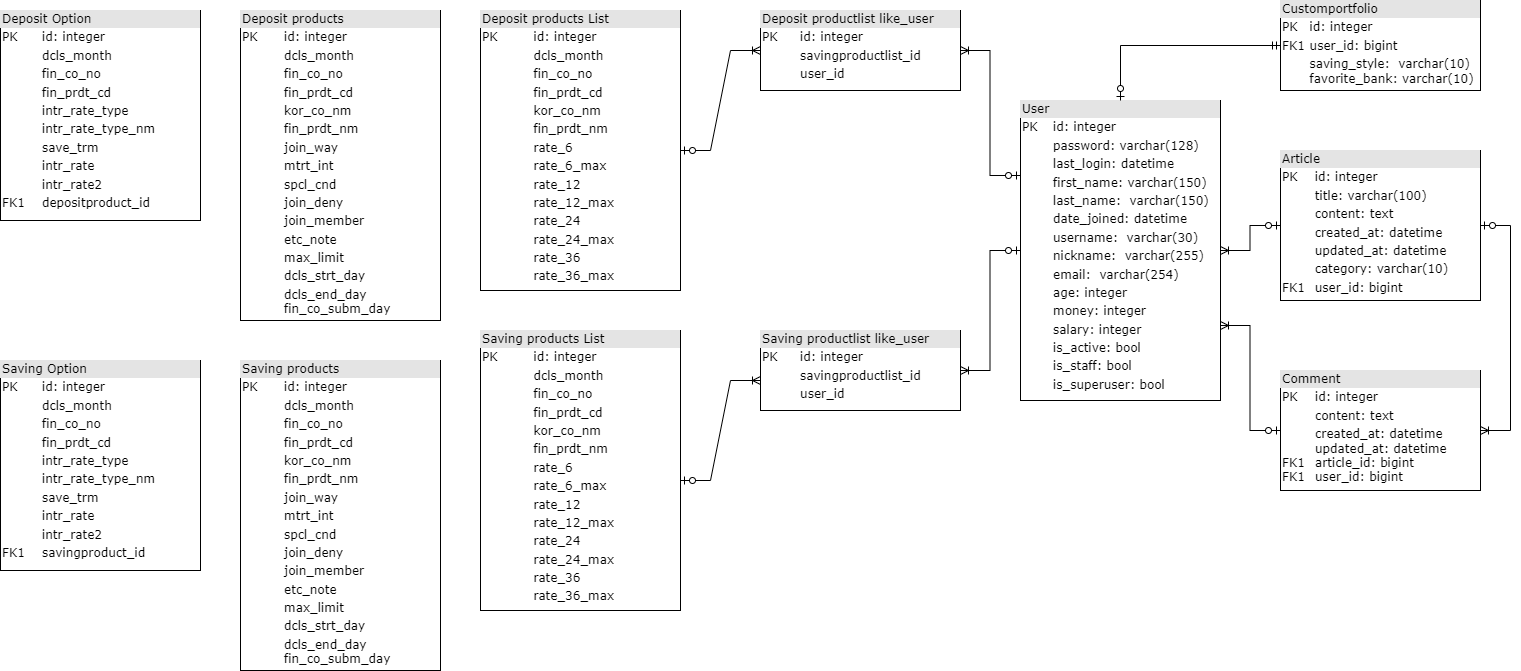 Deposit Option
PK id: integer
dcls_month
fin_co_no
fin_prdt_cd
intr_rate_type
intr_rate_type_nm
save_trm
intr_rate
intr_rate2
FK1 depositproduct_id
Deposit products
PK id: integer
dcls_month
fin_co_no
fin_prdt_cd
kor_co_nm
fin_prdt_nm
join_way
mtrt_int
spcl_cnd
join_deny
join_member
etc_note
max_limit
dcls_strt_day
dcls_end_day
fin_co_subm_day
Deposit products List
PK id: integer
dcls_month
fin_co_no
fin_prdt_cd
kor_co_nm
fin_prdt_nm
rate_6
rate_6_max
rate_12
rate_12_max
rate_24
rate_24_max
rate_36
rate_36_max
Deposit productlist like_user
PK id: integer
savingproductlist_id
user_id
Customportfolio
PK id: integer
FK1 user_id: bigint
saving_style: varchar(10)
favorite_bank: varchar(10)
User
PK id: integer
password: varchar(128)
last_login: datetime
first_name: varchar(150)
last_name: varchar(150)
date_joined: datetime
username: varchar(30)
nickname: varchar(255)
email: varchar(254)
age: integer
money: integer
salary: integer
is_active: bool
is_staff: bool
is_superuser: bool
Article
PK id: integer
title: varchar(100)
content: text
created_at: datetime
updated_at: datetime
category: varchar(10)
FK1 user_id: bigint
Saving Option
PK id: integer
dcls_month
fin_co_no
fin_prdt_cd
intr_rate_type
intr_rate_type_nm
save_trm
intr_rate
intr_rate2
FK1 savingproduct_id
Saving products
PK id: integer
dcls_month
fin_co_no
fin_prdt_cd
kor_co_nm
fin_prdt_nm
join_way
mtrt_int
spcl_cnd
join_deny
join_member
etc_note
max_limit
dcls_strt_day
dcls_end_day
fin_co_subm_day
Saving products List
PK id: integer
dcls_month
fin_co_no
fin_prdt_cd
kor_co_nm
fin_prdt_nm
rate_6
rate_6_max
rate_12
rate_12_max
rate_24
rate_24_max
rate_36
rate_36_max
Saving productlist like_user
PK id: integer
savingproductlist_id
user_id
Comment
PK id: integer
content: text
created_at: datetime
updated_at: datetime
FK1 article_id: bigint
FK1 user_id: bigint